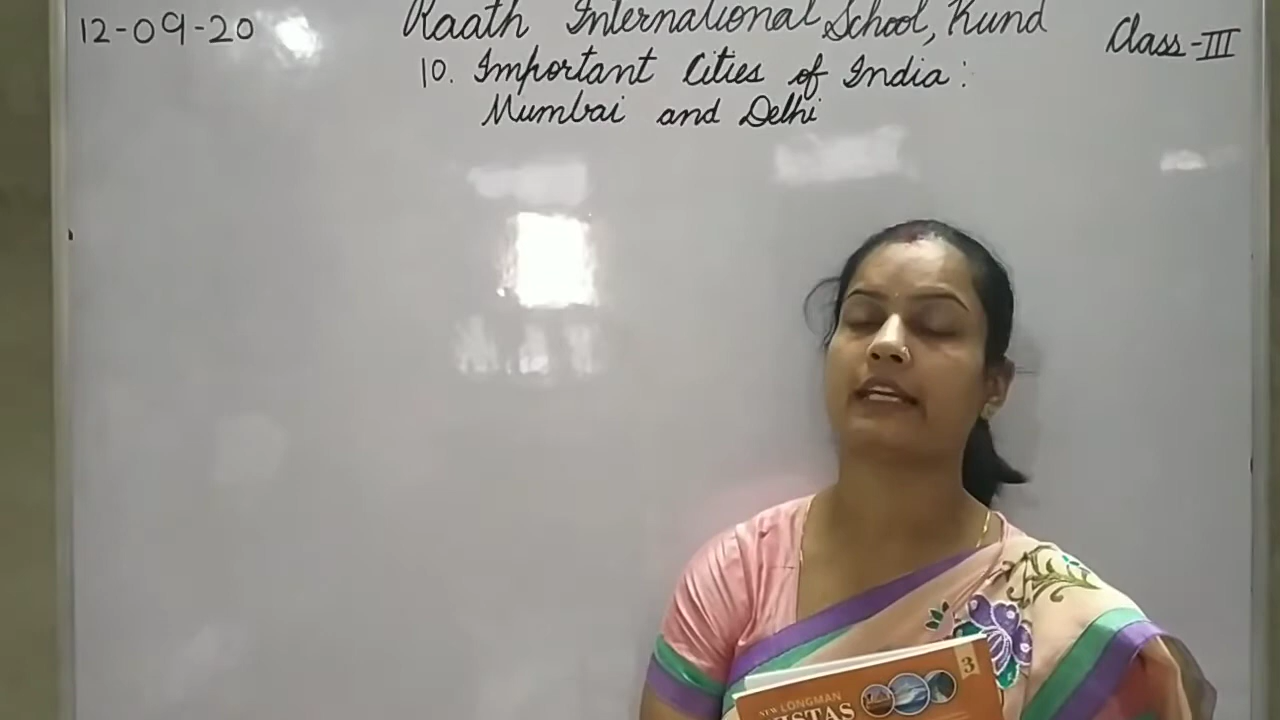 12-09-20
Raath International School, Kund
Class-III
10. Important Cities of India:
Mumbai and Delhi
3
NEW LONGMAN